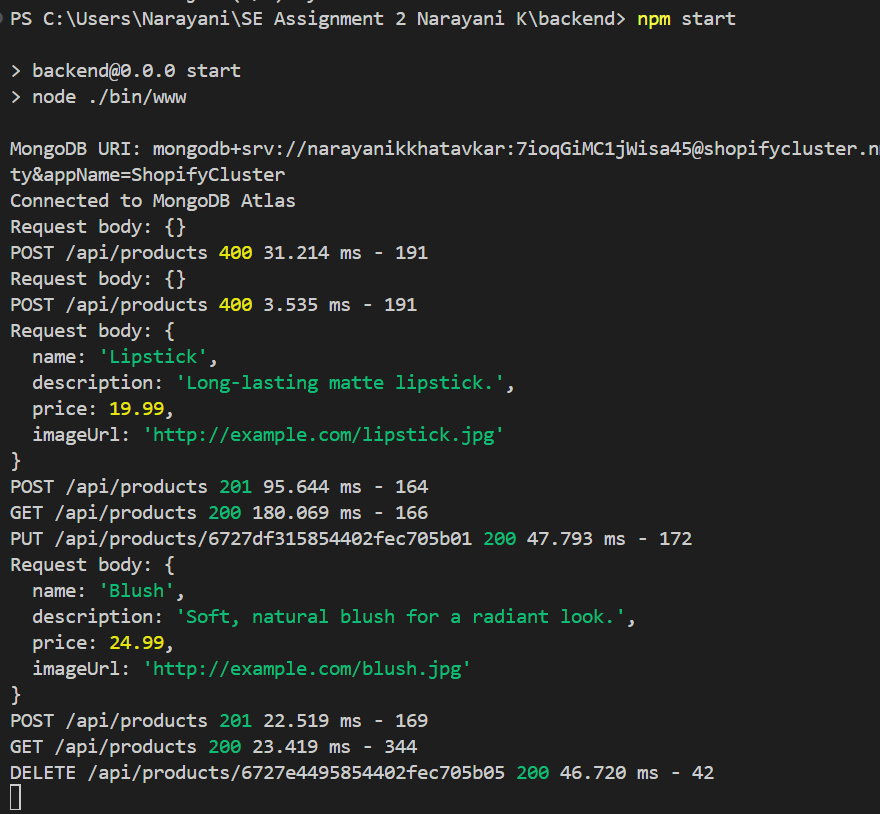 PS C:\Users\Narayani\SE Assignment 2 Narayani K\backend> npm start
> backend@0.0.0 start
> node ./bin/www
MongoDB URI: mongodb+srv://narayanikkhatavkar:7ioqGiMC1jWisa45@shopifycluster.n
ty&appName=ShopifyCluster
Connected to MongoDB Atlas
Request body: {}
POST /api/products 400 31.214 ms - 191
Request body: {}
POST /api/products 400 3.535 ms - 191
Request body: {
  name: 'Lipstick',
  description: 'Long-lasting matte lipstick.',
  price: 19.99,
  imageUrl: 'http://example.com/lipstick.jpg'
}
POST /api/products 201 95.644 ms - 164
GET /api/products 200 180.069 ms - 166
PUT /api/products/6727df315854402fec705b01 200 47.793 ms - 172
Request body: {
  name: 'Blush',
  description: 'Soft, natural blush for a radiant look.',
  price: 24.99,
  imageUrl: 'http://example.com/blush.jpg'
}
POST /api/products 201 22.519 ms - 169
GET /api/products 200 23.419 ms - 344
DELETE /api/products/6727e4495854402fec705b05 200 46.720 ms - 42